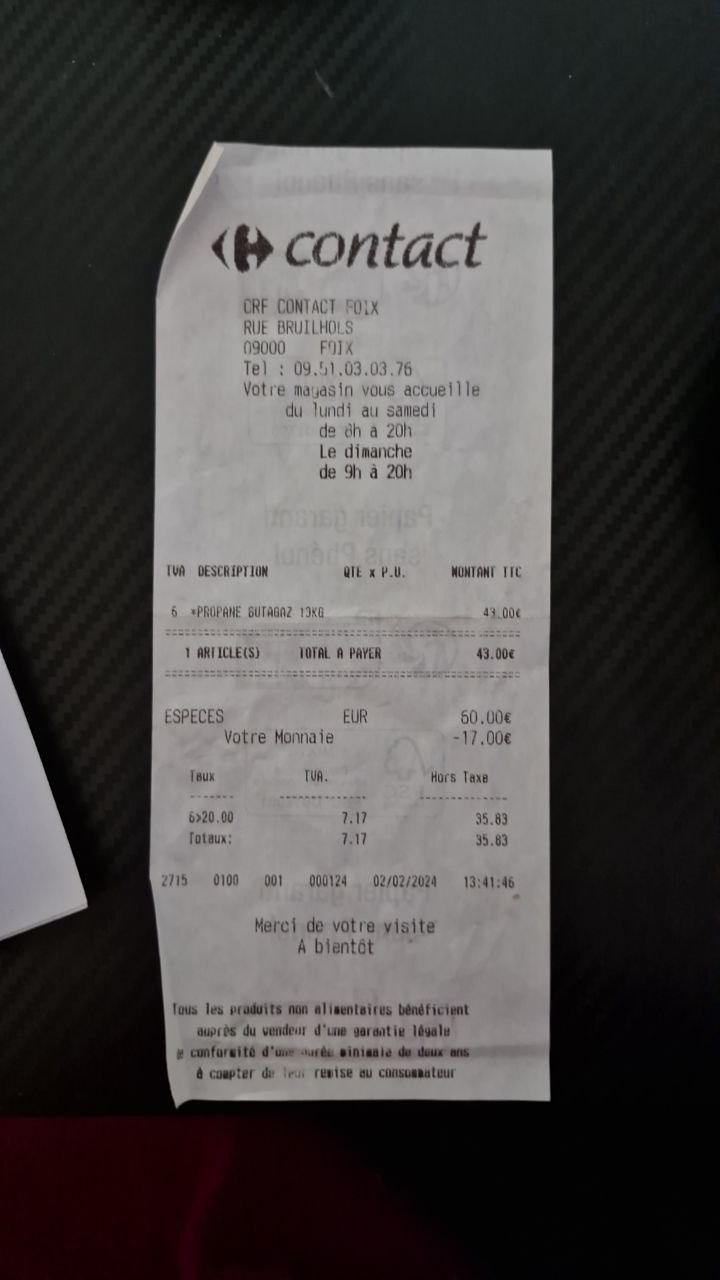 contact
CRF CONTACT FOIX
RUE BRUILHOLS
09000 FOIX
Tel : 09.51.03.03.76
Votre magasin vous accueille
du lundi au samedi
de 8h à 20h
Le dimanche
de 9h à 20h
TVA DESCRIPTION QTE x P.U. MONTANT TTC
6 *PROPANE BUTAGAZ 13KG 43.00€
1 ARTICLE(S) TOTAL A PAYER 43.00€
ESPECES EUR 60.00€
Votre Monnaie -17.00€
Taux TVA. Hors Taxe
6>20.00 7.17 35.83
Totaux: 7.17 35.83
2715 0100 001 000124 02/02/2024 13:41:46
Merci de votre visite
A bientôt
Tous les produits non alimentaires bénéficient
auprès du vendeur d'une garantie légale
de conformité d'une durée minimale de deux ans
à compter de leur remise au consommateur